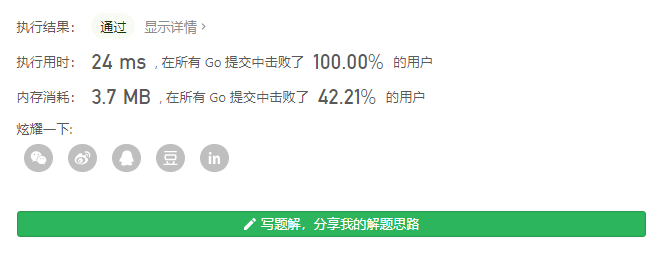 执行结果： 通过 显示详情 ›
执行用时： 24 ms , 在所有 Go 提交中击败了 100.00% 的用户
内存消耗： 3.7 MB , 在所有 Go 提交中击败了 42.21% 的用户
炫耀一下:
豆 in
写题解，分享我的解题思路